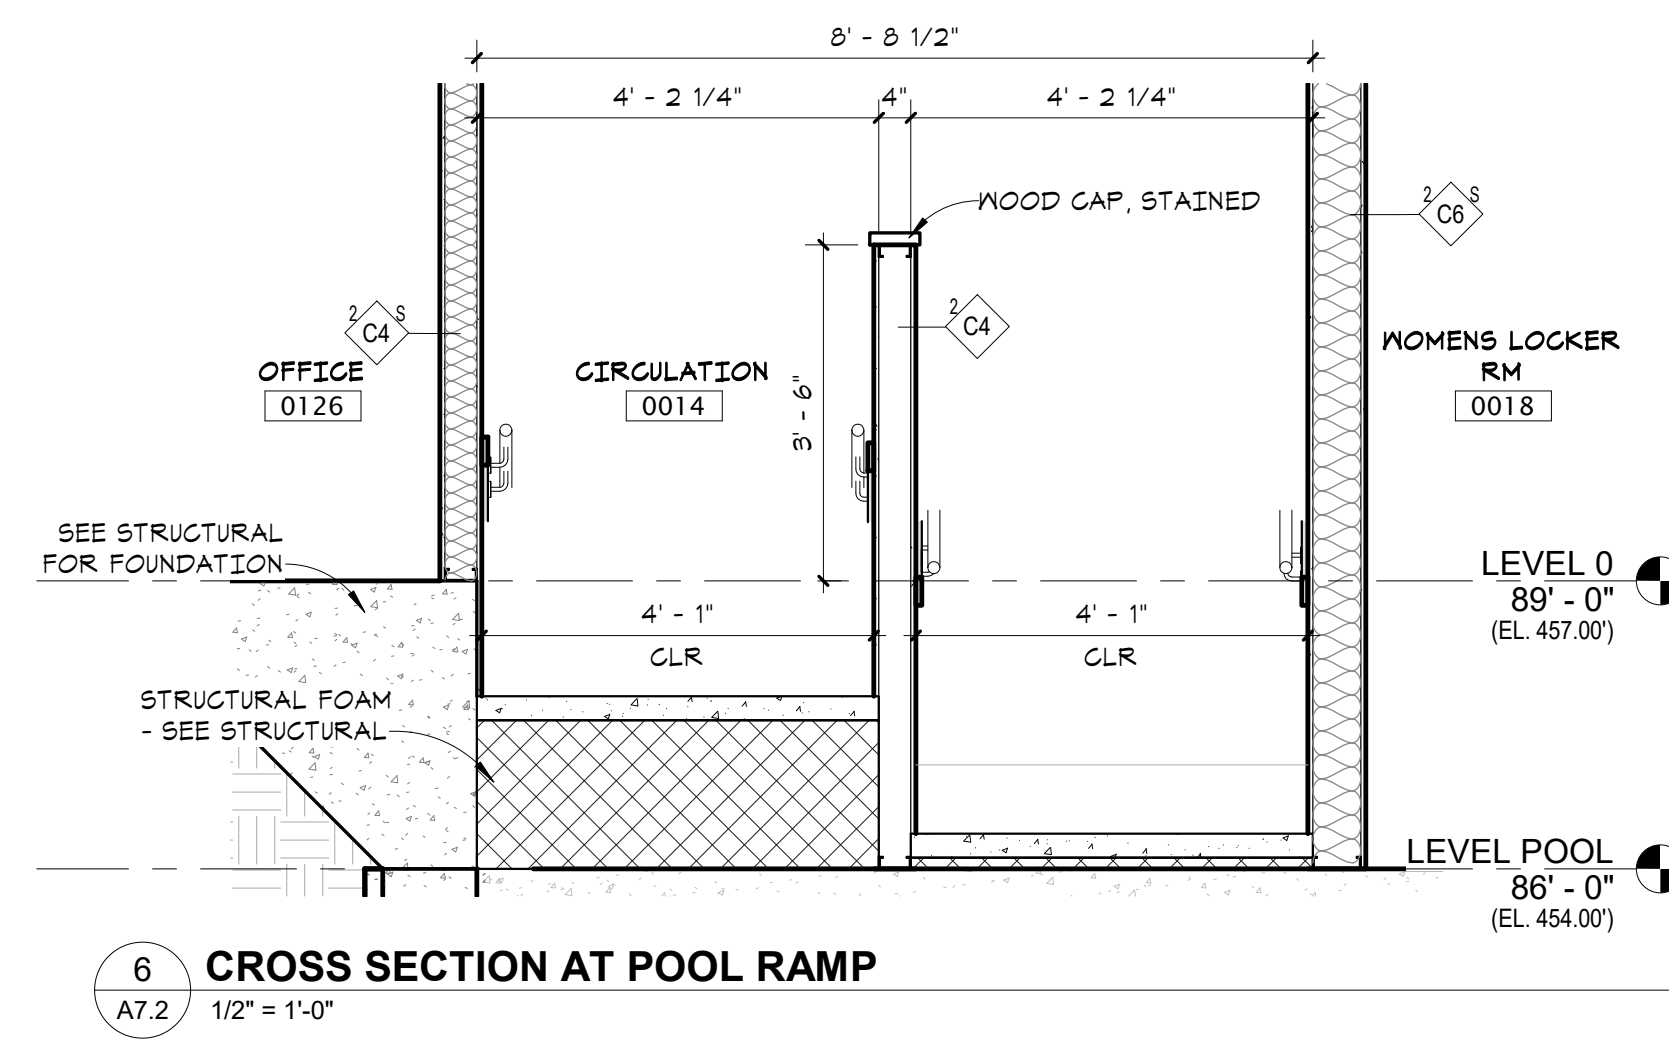 8' - 8 1/2"
4' - 2 1/4"
4"
4' - 2 1/4"
WOOD CAP, STAINED
2 S
C6
2 S
C4
2
C4
3' - 6"
OFFICE
0126
CIRCULATION
0014
WOMENS LOCKER
RM
0018
SEE STRUCTURAL
FOR FOUNDATION
LEVEL 0
89' - 0"
(EL. 457.00')
4' - 1"
CLR
4' - 1"
CLR
STRUCTURAL FOAM
- SEE STRUCTURAL
LEVEL POOL
86' - 0"
(EL. 454.00')
6
A7.2
CROSS SECTION AT POOL RAMP
1/2" = 1'-0"